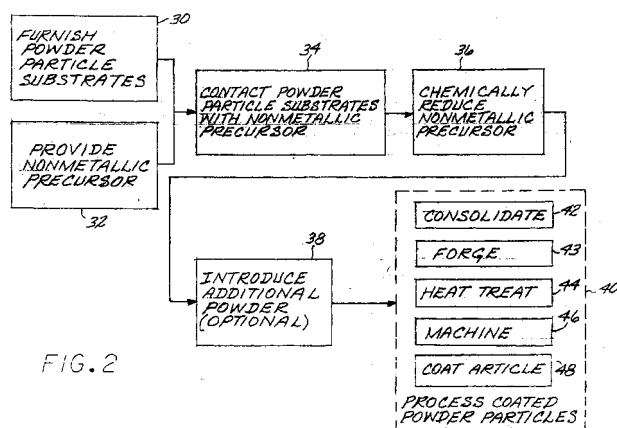 30
FURNISH
POWDER
PARTICLE
SUBSTRATES
PROVIDE
NONMETALLIC
PRECURSOR
32
34
CONTACT POWDER
PARTICLE SUBSTRATES
WITH NONMETALLIC
PRECURSOR
36
CHEMICALLY
REDUCE
NONMETALLIC
PRECURSOR
38
INTRODUCE
ADDITIONAL
POWDER
(OPTIONAL)
CONSOLIDATE 42
FORGE 43
HEAT TREAT 44
MACHINE 46
COAT ARTICLE 48
40
PROCESS COATED
POWDER PARTICLES
FIG. 2